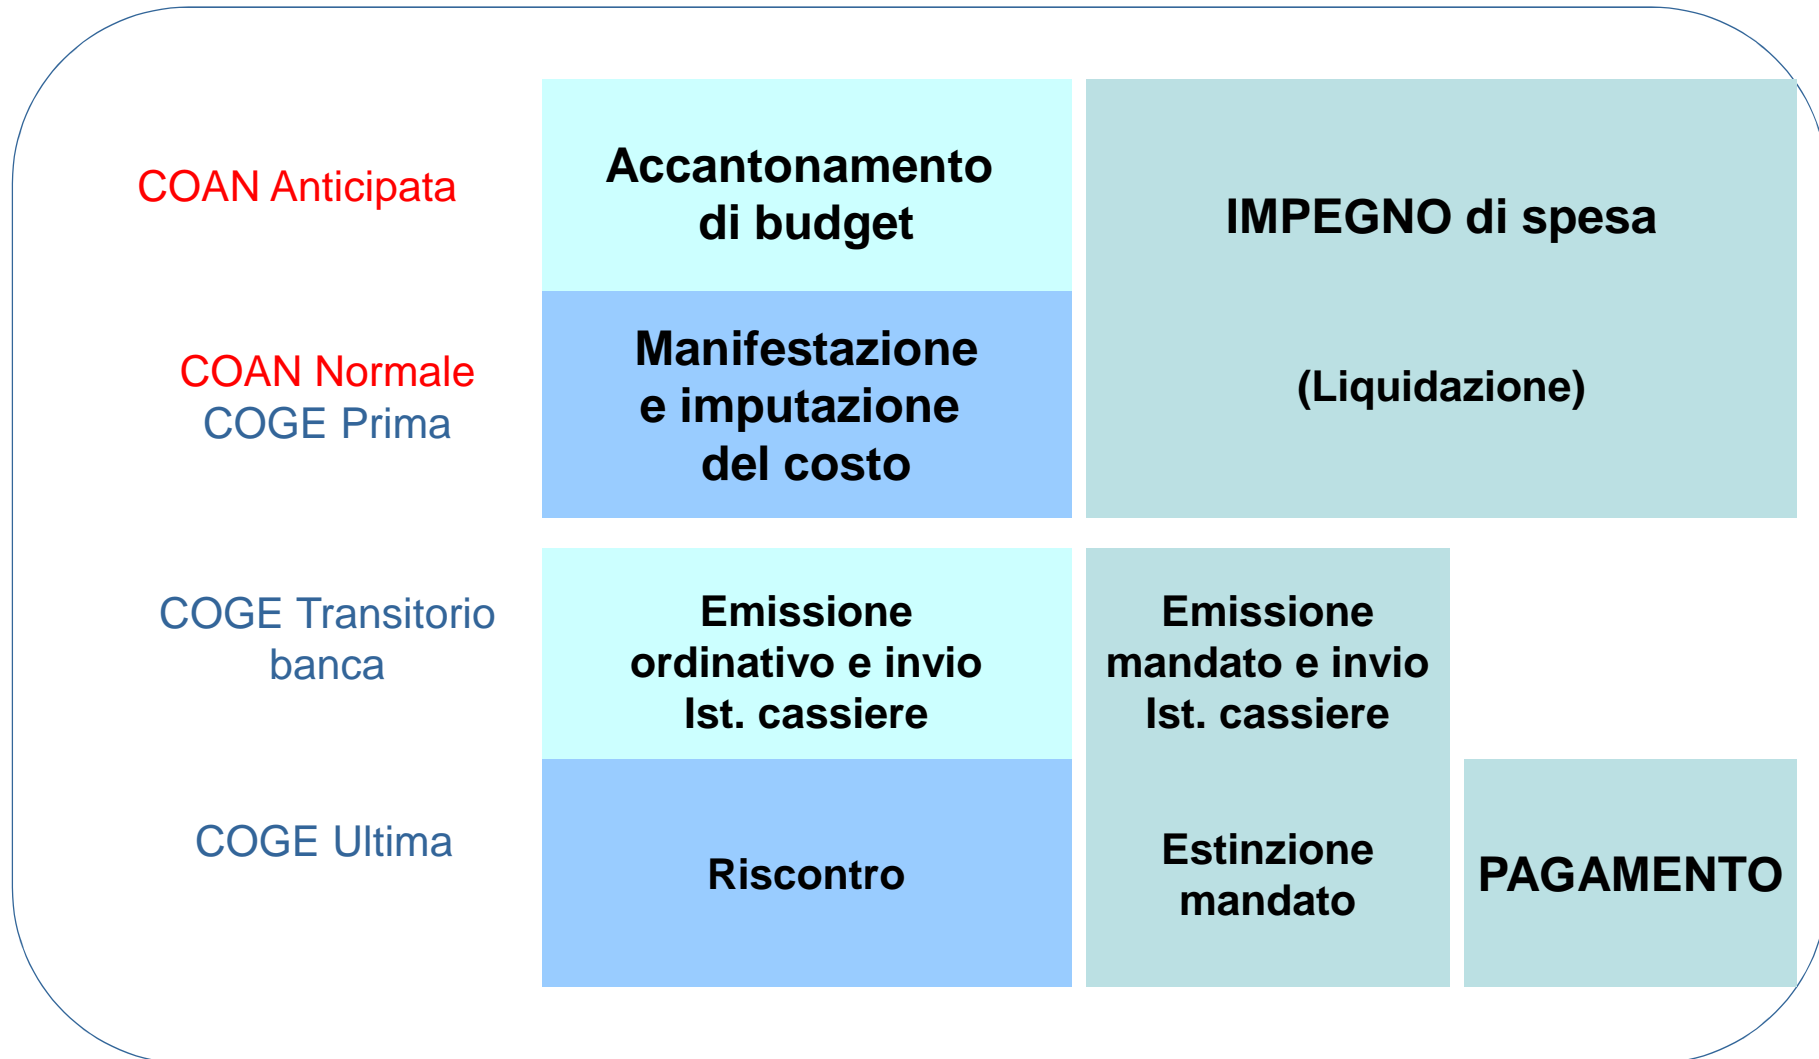 COAN Anticipata
Accantonamento
di budget
IMPEGNO di spesa
COAN Normale
COGE Prima
Manifestazione
e imputazione
del costo
(Liquidazione)
COGE Transitorio
banca
Emissione
ordinativo e invio
Ist. cassiere
Emissione
mandato e invio
Ist. cassiere
COGE Ultima
Riscontro
Estinzione
mandato
PAGAMENTO